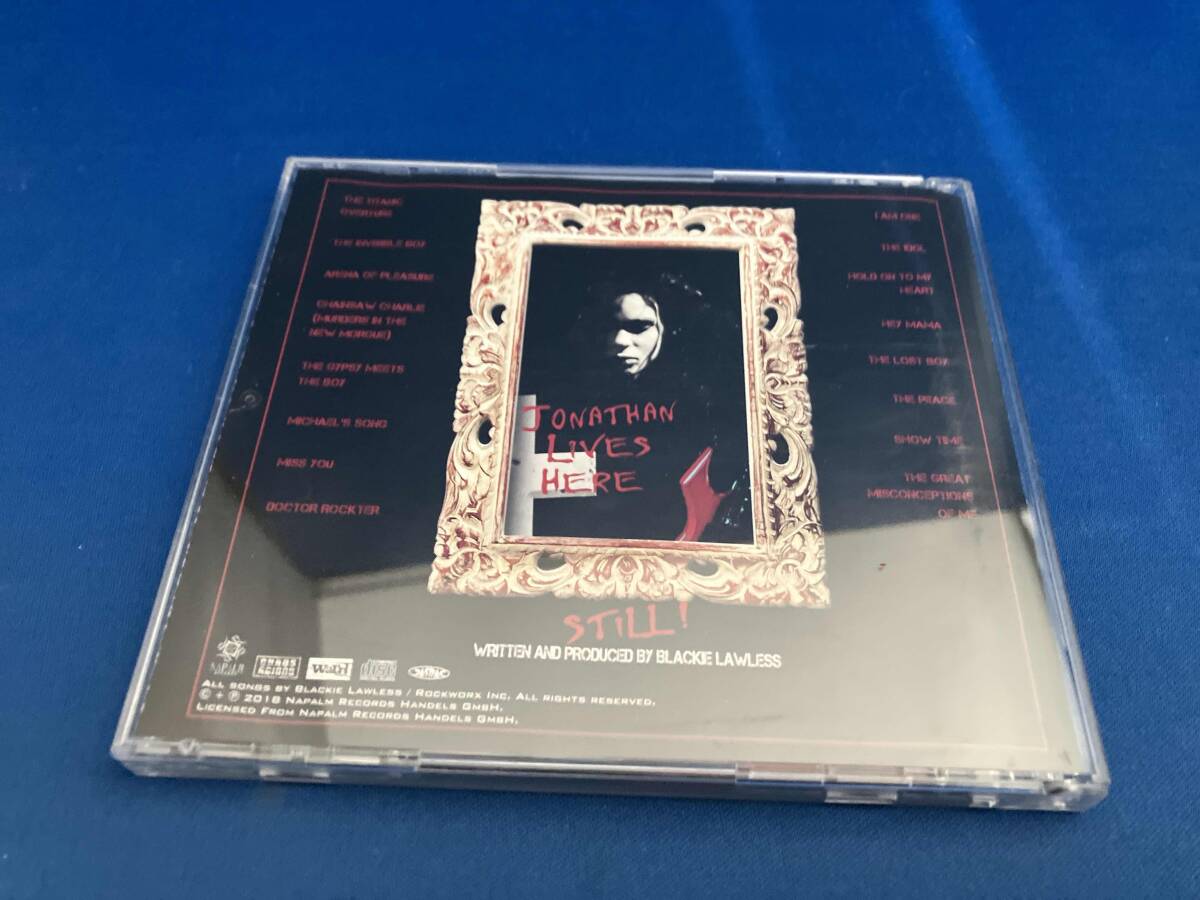 THE TITANIC
OVERTURE
THE INVISIBLE BOY
ARENA OF PLEASURE
CHAINSAW CHARLIE
(MURDERS IN THE
NEW MORGUE)
THE GYPSY MEETS
THE BOY
MICHAEL'S SONG
MISS YOU
DOCTOR ROCKTER
JONATHAN
LIVES
HERE
STILL!
I AM ONE
THE IDOL
HOLD ON TO MY
HEART
HEY MAMA
THE LOST BOY
THE PEACE
SHOW TIME
THE GREAT
MISCONCEPTIONS
OF ME
WRITTEN AND PRODUCED BY BLACKIE LAWLESS
NAPALM
WARD
disc
ALL SONGS BY BLACKIE LAWLESS / ROCKWORX INC. ALL RIGHTS RESERVED.
© + ℗ 2018 NAPALM RECORDS HANDELS GMBH.
LICENSED FROM NAPALM RECORDS HANDELS GMBH.